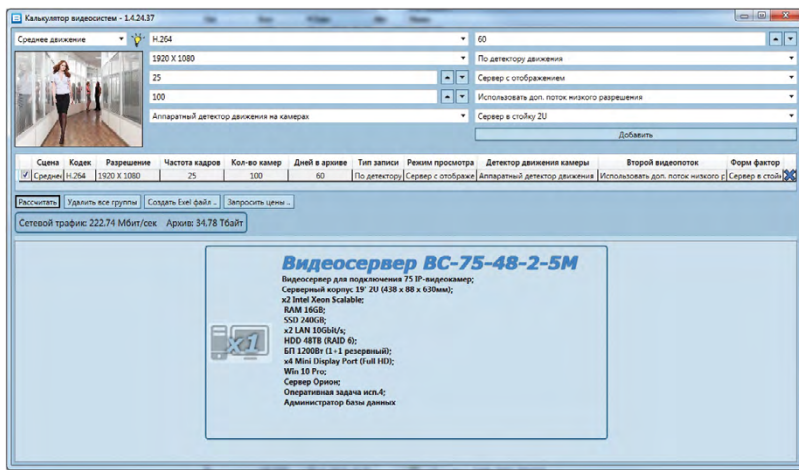 Калькулятор видеосистем - 1.4.24.37
Среднее движение
H.264
60
1920 X 1080
По детектору движения
25
Сервер с отображением
100
Использовать доп. поток низкого разрешения
Аппаратный детектор движения на камерах
Сервер в стойку 2U
Добавить
Сцена Кодек Разрешение Частота кадров Кол-во камер Дней в архиве Тип записи Режим просмотра Детектор движения камеры Второй видеопоток Форм фактор
Среднее H.264 1920 X 1080 25 100 60 По детектору Сервер с отображе Аппаратный детектор движения Использовать доп. поток низкого р Сервер в стойк
Рассчитать Удалить все группы Создать Exel файл .. Запросить цены ..
Сетевой трафик: 222,74 Мбит/сек Архив: 34,78 Тбайт
Видеосервер ВС-75-48-2-5М
Видеосервер для подключения 75 IP-видеокамер;
Серверный корпус 19' 2U (438 x 88 x 630мм);
x2 Intel Xeon Scalable;
RAM 16GB;
SSD 240GB;
x2 LAN 10Gbit/s;
HDD 48TB (RAID 6);
БП 1200Вт (1+1 резервный);
x4 Mini Display Port (Full HD);
Win 10 Pro;
Сервер Орион;
Оперативная задача исп.4;
Администратор базы данных
x1